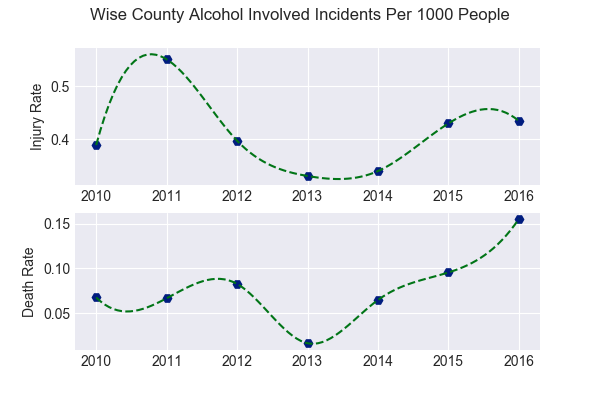 Wise County Alcohol Involved Incidents Per 1000 People
Injury Rate
0.5
0.4
2010 2011 2012 2013 2014 2015 2016
Death Rate
0.15
0.10
0.05
2010 2011 2012 2013 2014 2015 2016